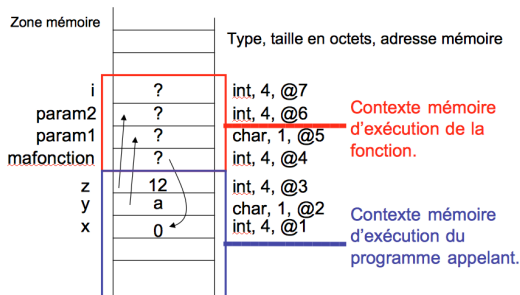 Zone mémoire
Type, taille en octets, adresse mémoire
i ? int, 4, @7
param2 ? int, 4, @6
param1 ? char, 1, @5
mafonction ? int, 4, @4
z 12 int, 4, @3
y a char, 1, @2
x 0 int, 4, @1
Contexte mémoire
d'exécution de la
fonction.
Contexte mémoire
d'exécution du
programme appelant.